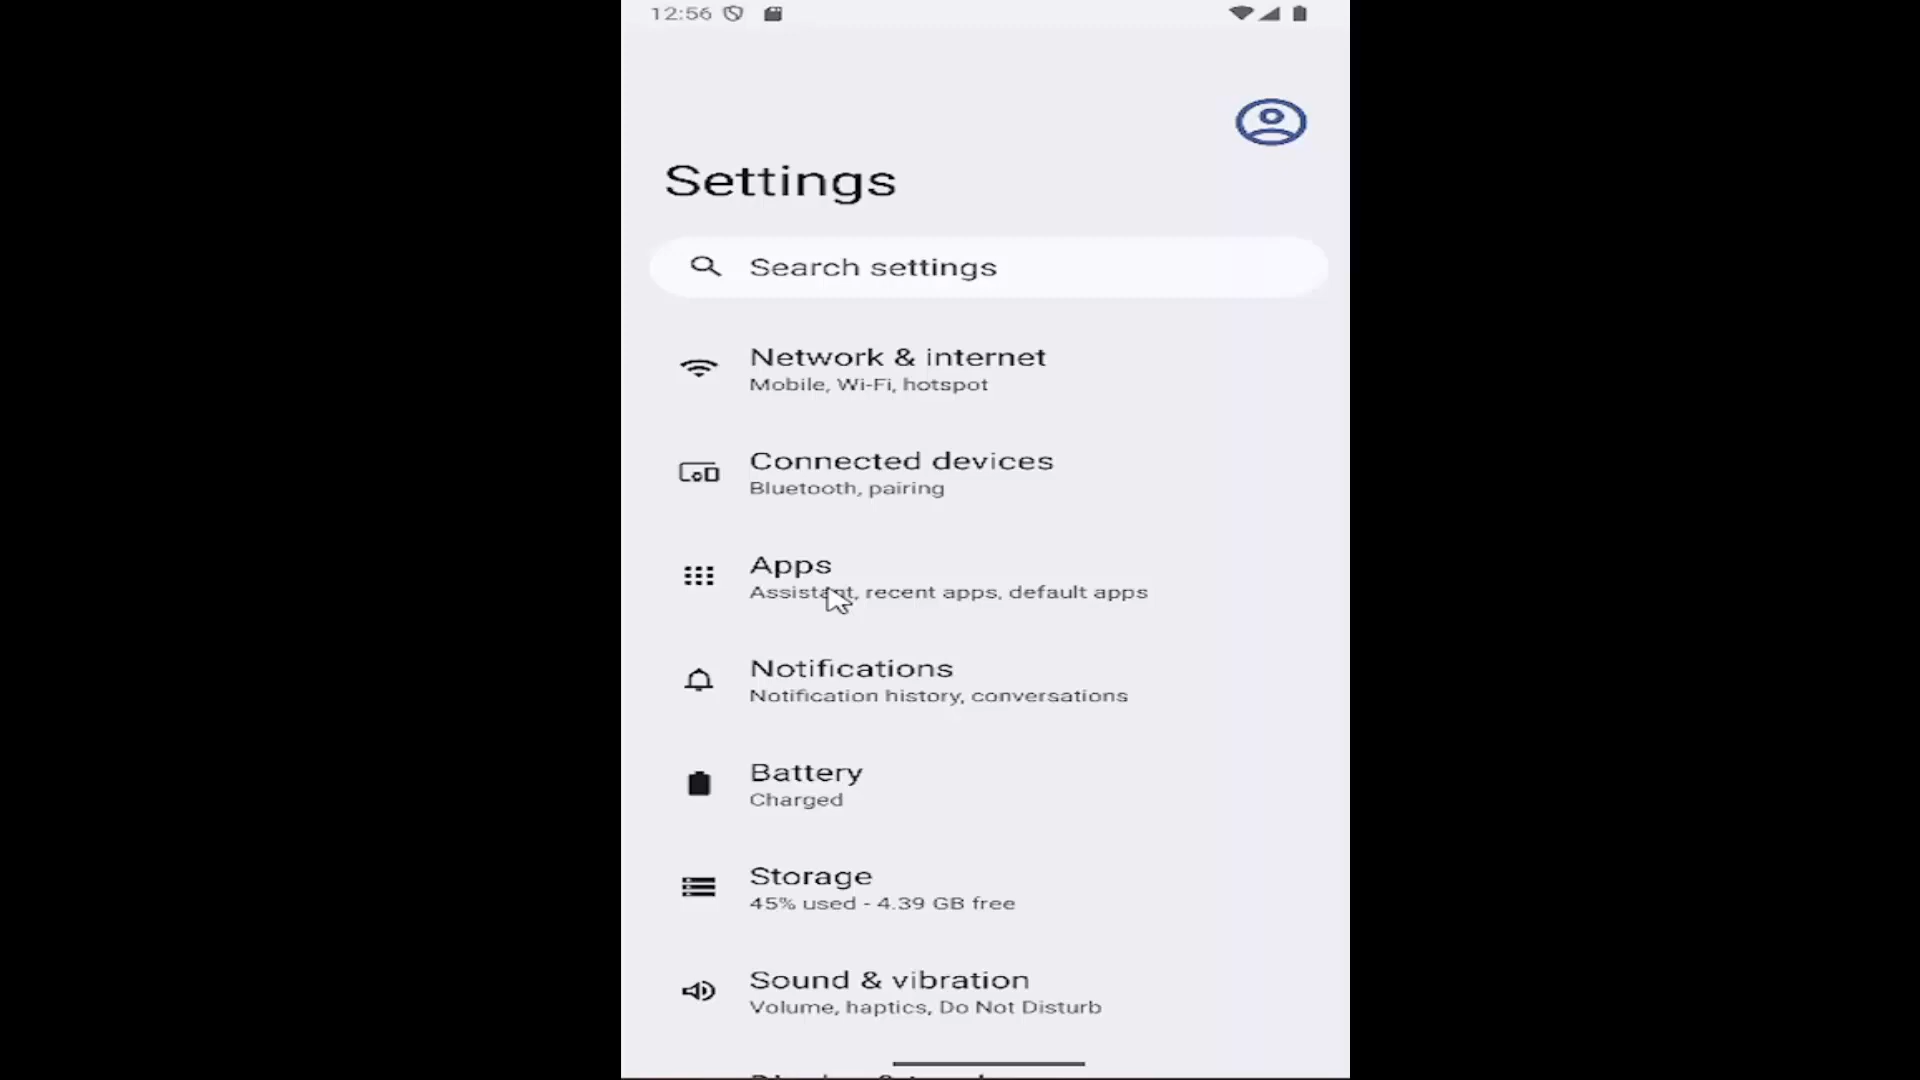 12:56
Settings
Search settings
Network & internet
Mobile, Wi-Fi, hotspot
Connected devices
Bluetooth, pairing
Apps
Assistant, recent apps, default apps
Notifications
Notification history, conversations
Battery
Charged
Storage
45% used - 4.39 GB free
Sound & vibration
Volume, haptics, Do Not Disturb